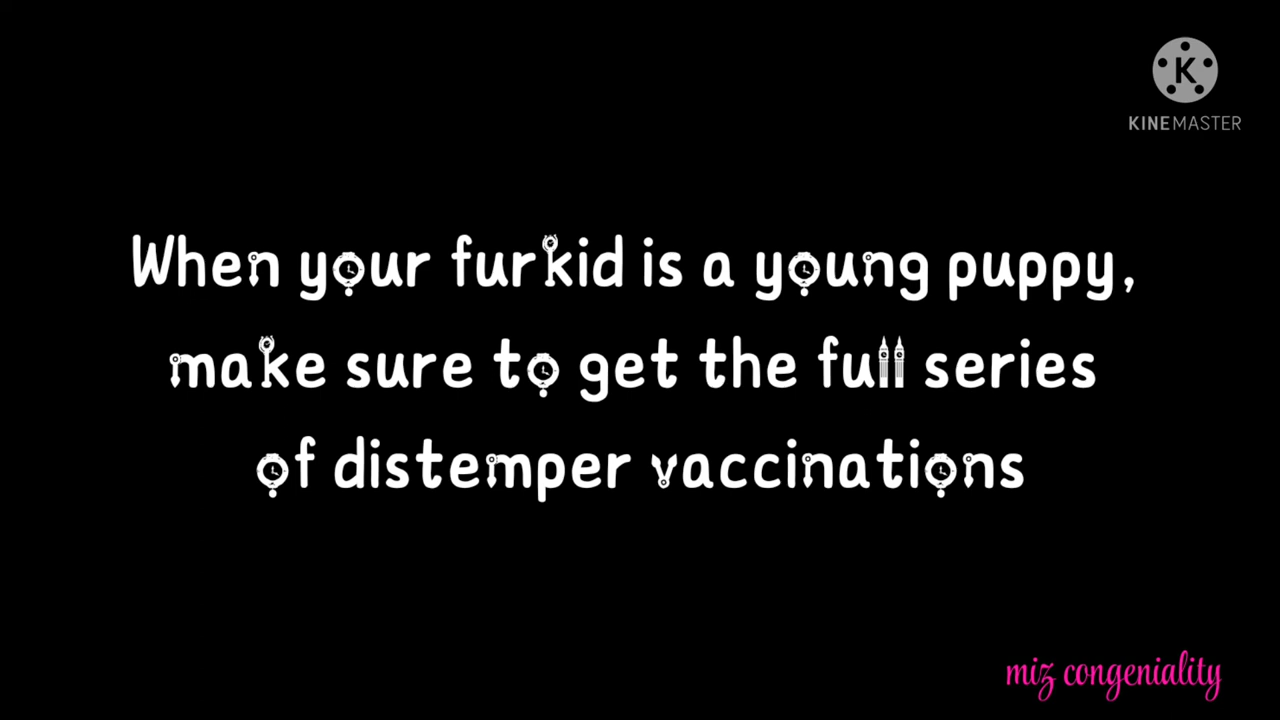 K
KINEMASTER
When your furkid is a young puppy,
make sure to get the full series
of distemper vaccinations
miz congeniality